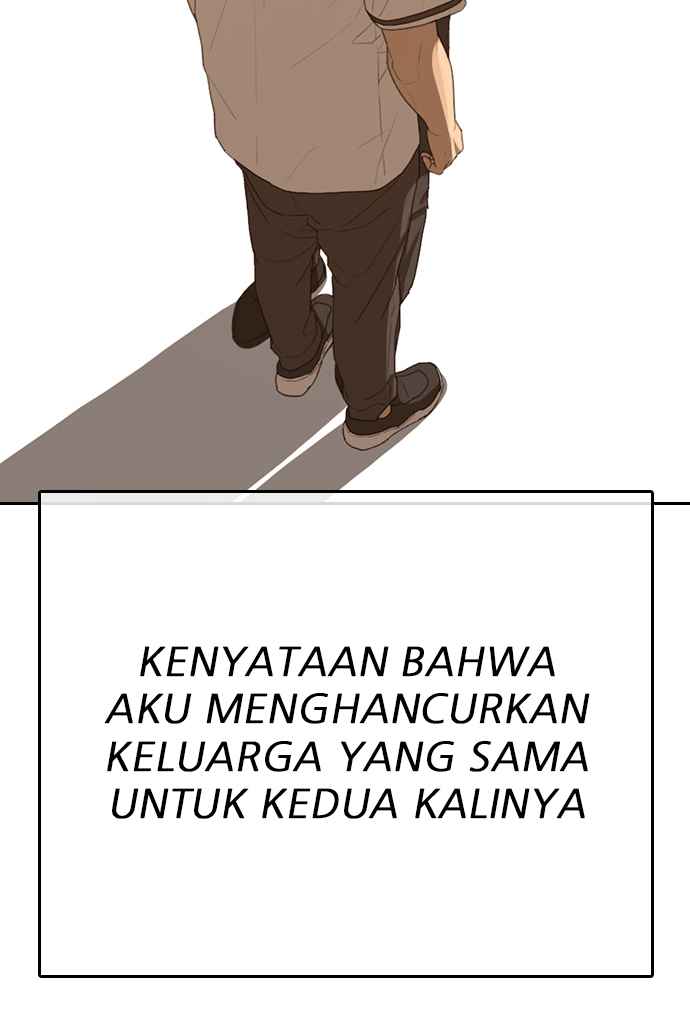 KENYATAAN BAHWA
AKU MENGHANCURKAN
KELUARGA YANG SAMA
UNTUK KEDUA KALINYA